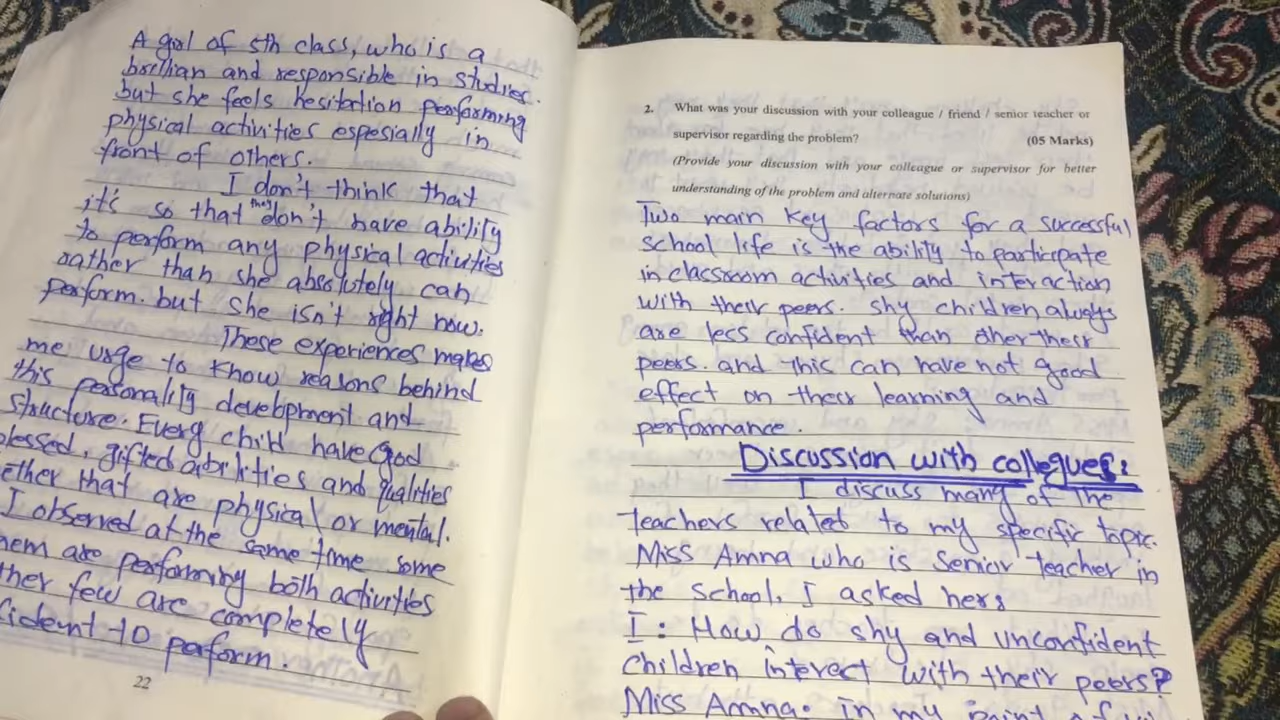 A girl of 5th class, who is a
brellian and responsible in studies.
but she feels hesitation performing
physical activities espesially in
front of others.
I don't think that
it's so that they don't have ability
to perform any physical activities
rather than she absolutely can
perform. but she isn't right now.
These experiences makes
me urge to know reasons behind
this personality development and
structure. Every child have God
blessed, gifted abilities and qualities
ether that are physical or mental.
I observed at the same time some
hem are performing both activities
ther few are completely
fident to perform.
22
2. What was your discussion with your colleague / friend / senior teacher or
supervisor regarding the problem? (05 Marks)
(Provide your discussion with your colleague or supervisor for better
understanding of the problem and alternate solutions)
Two main key factors for a successful
school life is the ability to participate
in classroom activities and interaction
with their peers. shy children always
are less confident than other their
peers. and this can have not good
effect on their learning and
performance.
Discussion with collegues:
I discuss many of the
teachers related to my specific topic.
Miss Amna who is senior teacher in
the school. I asked her:
I: How do shy and unconfident
children interect with their peers?
Miss Amna: In my point of